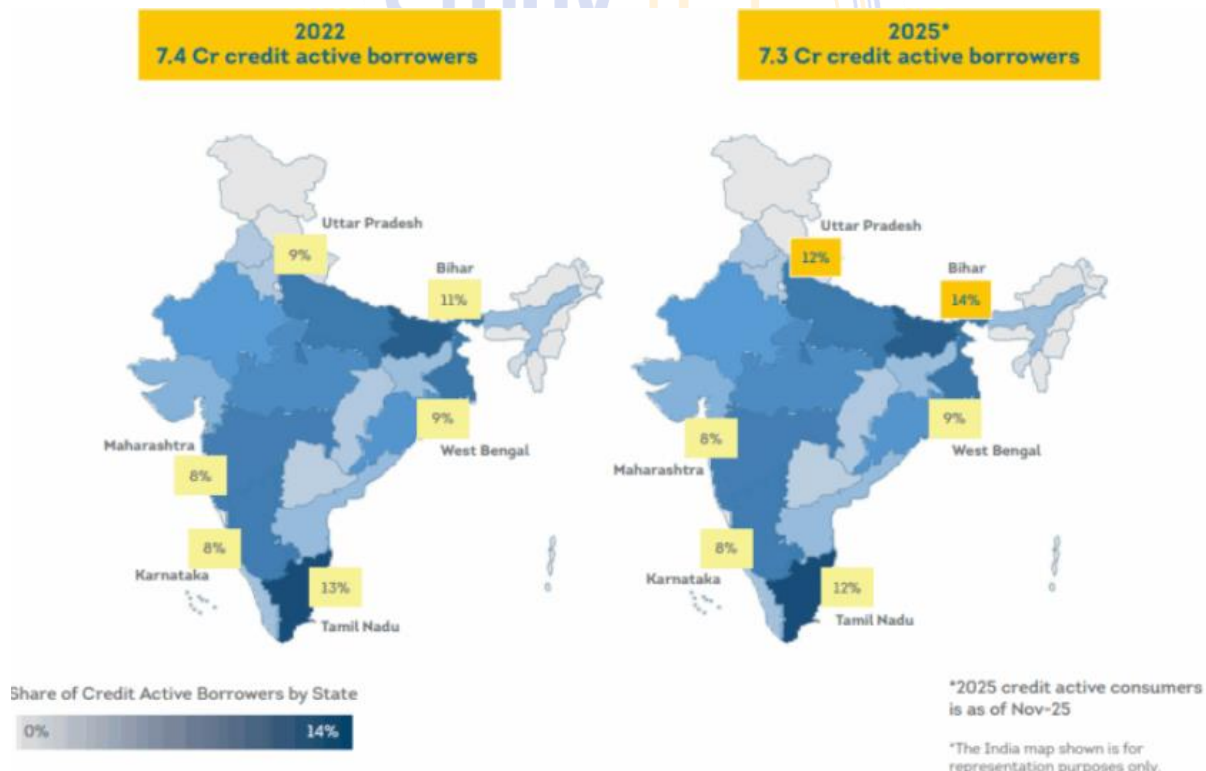 2022
7.4 Cr credit active borrowers
2025*
7.3 Cr credit active borrowers
Uttar Pradesh
9%
Bihar
11%
9%
West Bengal
Maharashtra
8%
8%
Karnataka
13%
Tamil Nadu
Uttar Pradesh
12%
Bihar
14%
9%
West Bengal
8%
Maharashtra
8%
Karnataka
12%
Tamil Nadu
Share of Credit Active Borrowers by State
0%
14%
*2025 credit active consumers
is as of Nov-25
*The India map shown is for
representation purposes only.